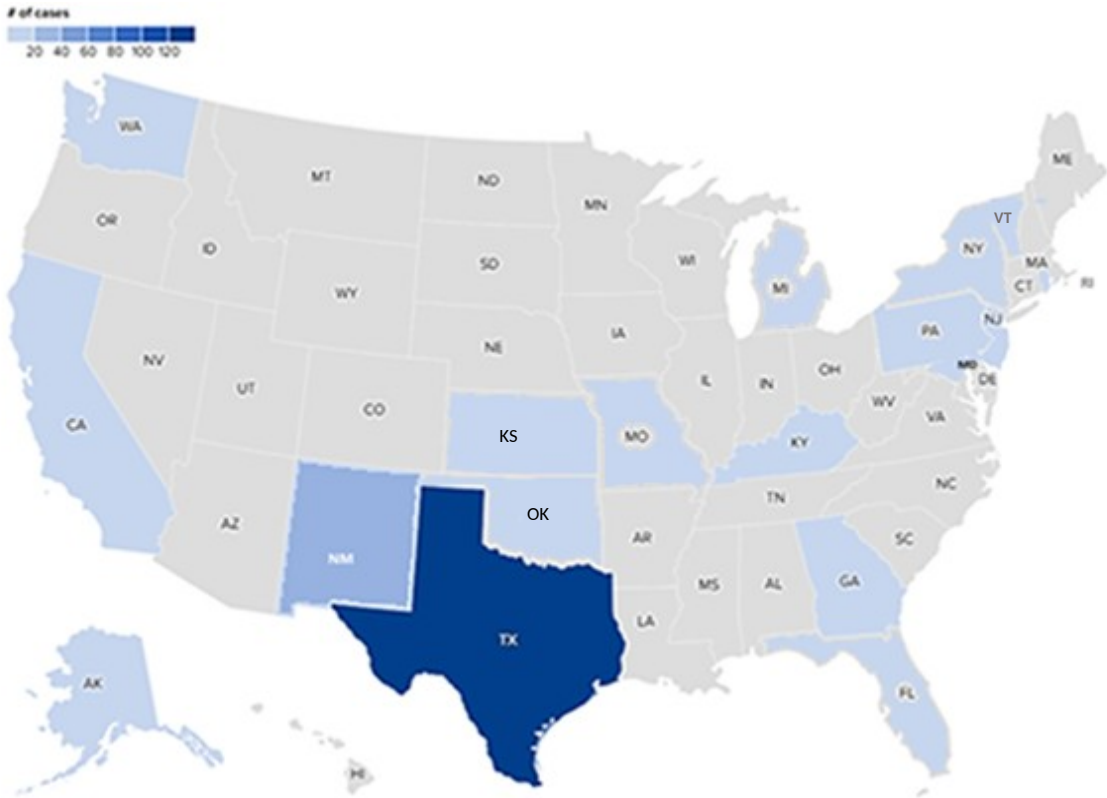 # of cases
20 40 60 80 100 120
WA
MT
ND
MN
ME
OR
ID
SD
WI
VT
NY
MA
WY
MI
CT
RI
IA
PA
NJ
NE
NV
UT
CO
IL
IN
OH
MD
DE
WV
VA
CA
KS
MO
KY
NC
TN
AZ
NM
OK
AR
SC
MS
AL
GA
LA
TX
AK
FL
HI